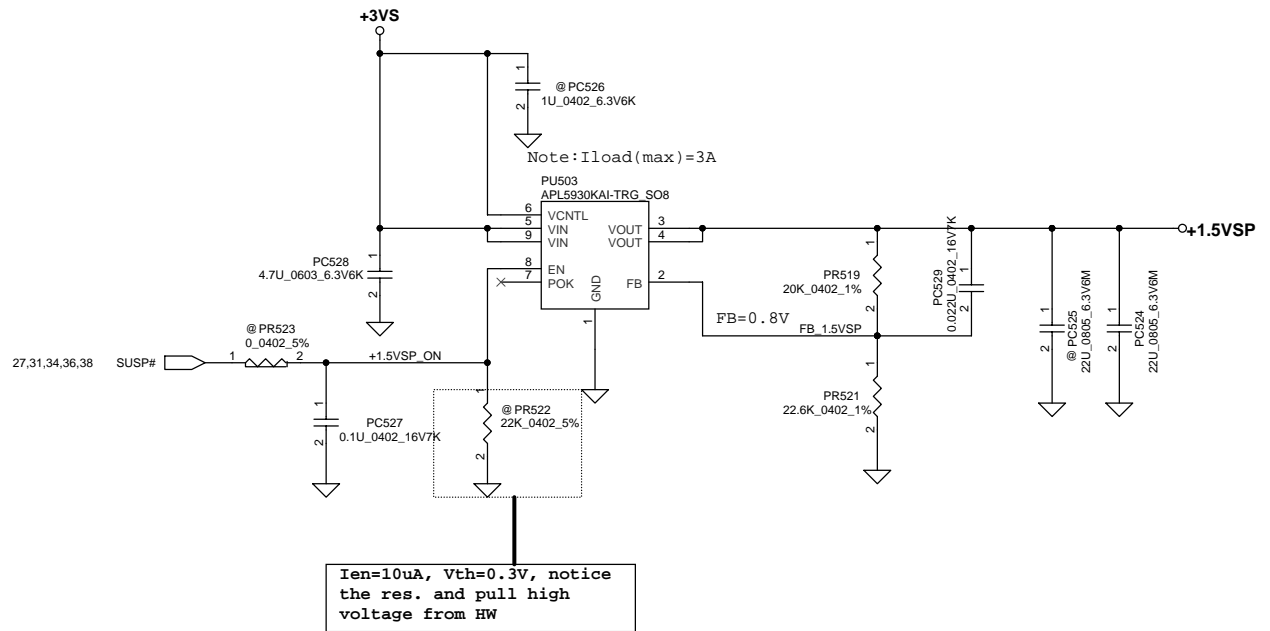 +3VS
1
2
@ PC526
1U_0402_6.3V6K
Note:Iload(max)=3A
PU503
APL5930KAI-TRG_SO8
6 VCNTL
5 VIN
9 VIN
8 EN
7 POK
GND
1
VOUT 3
VOUT 4
FB 2
+1.5VSP
1
2
PC528
4.7U_0603_6.3V6K
1
2
PR519
20K_0402_1%
1
2
PC529
0.022U_0402_16V7K
FB=0.8V
FB_1.5VSP
1
2
@ PC525
22U_0805_6.3V6M
1
2
PC524
22U_0805_6.3V6M
@ PR523
0_0402_5%
27,31,34,36,38 SUSP#
1 2
+1.5VSP_ON
1
2
PC527
0.1U_0402_16V7K
1
2
@ PR522
22K_0402_5%
1
2
PR521
22.6K_0402_1%
Ien=10uA, Vth=0.3V, notice
the res. and pull high
voltage from HW